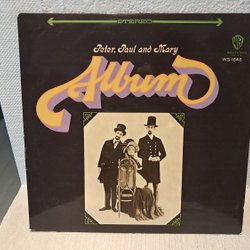 STEREO
Peter, Paul and Mary
Album
WS 1648